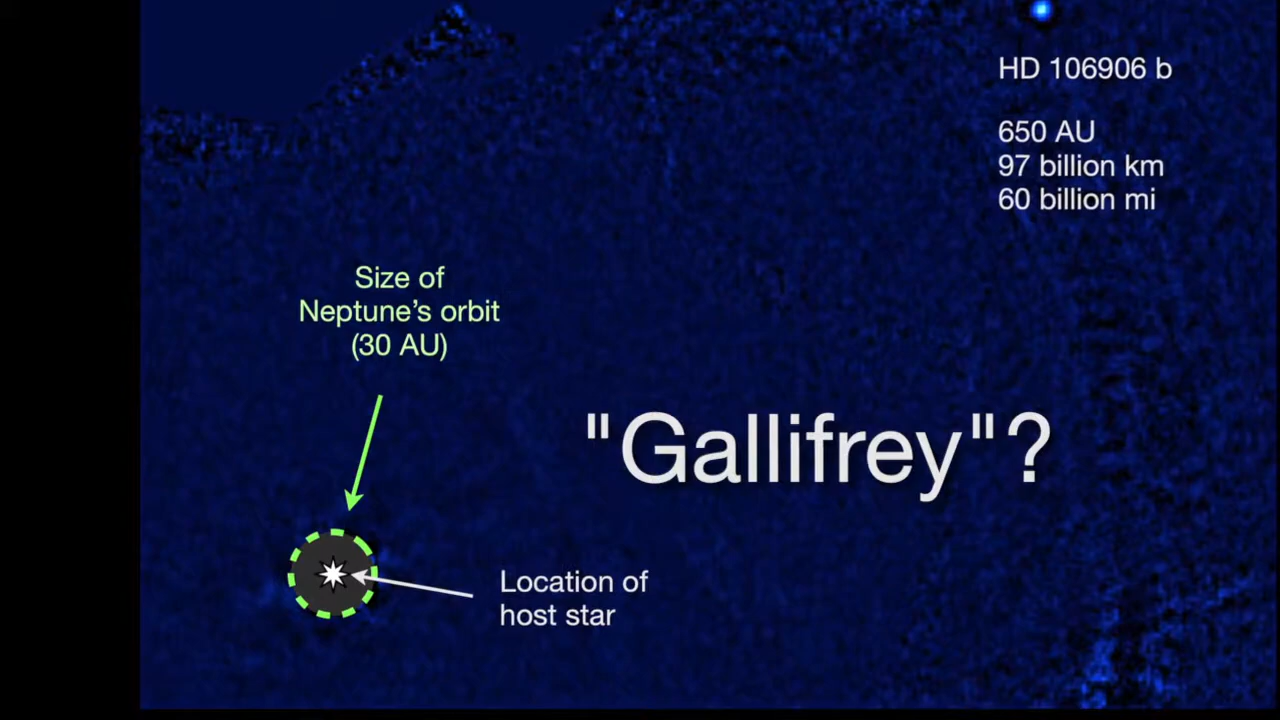 HD 106906 b
650 AU
97 billion km
60 billion mi
Size of
Neptune’s orbit
(30 AU)
"Gallifrey"?
Location of
host star